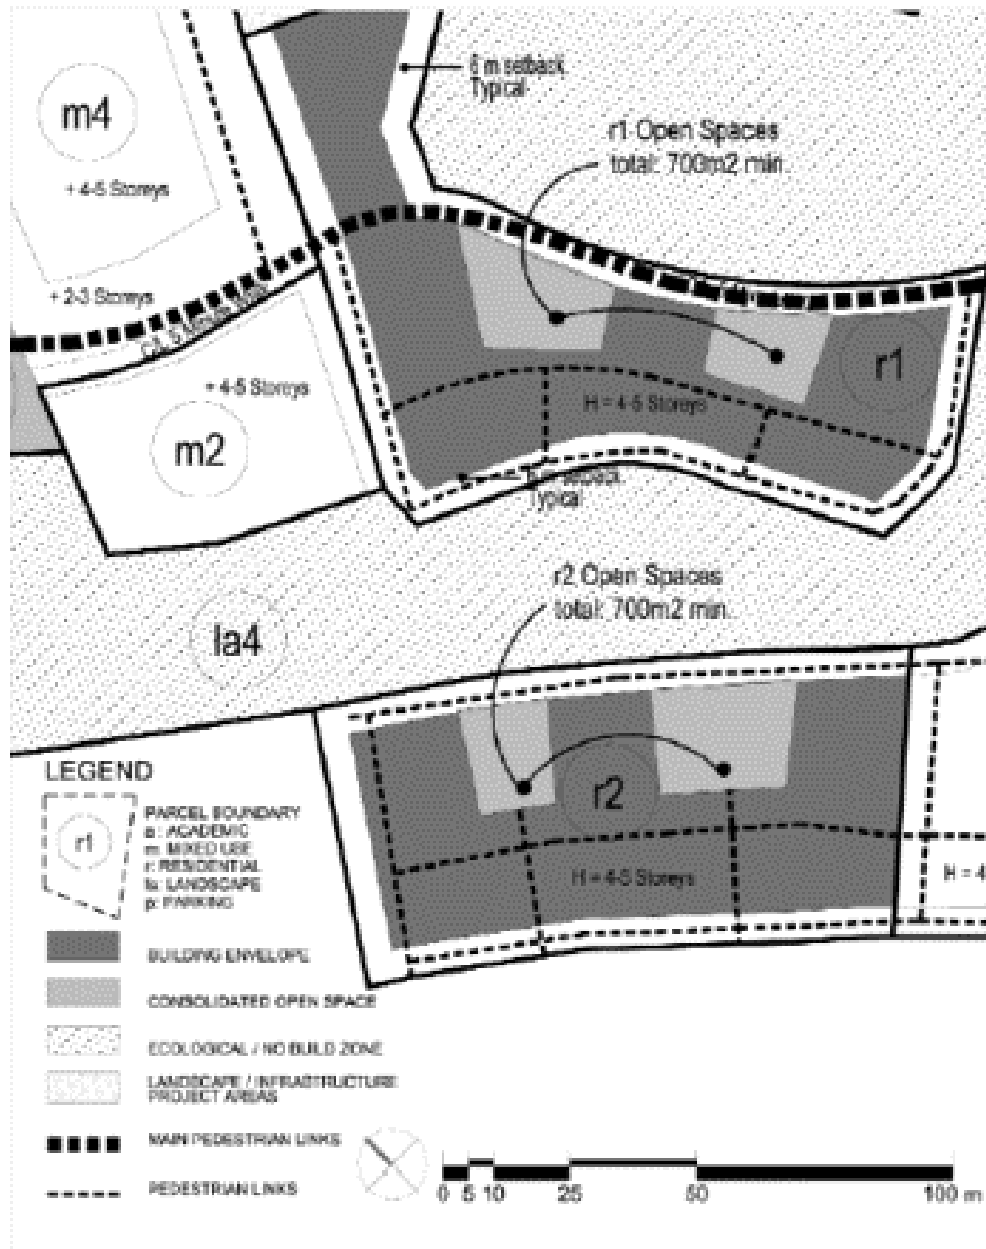 6 m setback
Typical
m4
r1 Open Spaces
total: 700m2 min.
+ 4-5 Storeys
+ 2-3 Storeys
r1
+ 4-5 Storeys
H = 4-5 Storeys
m2
setback
Typical
r2 Open Spaces
total: 700m2 min.
la4
LEGEND
r2
r1
PARCEL BOUNDARY
a: ACADEMIC
m: MIXED USE
r: RESIDENTIAL
la: LANDSCAPE
p: PARKING
H = 4-5 Storeys
H = 4
BUILDING ENVELOPE
CONSOLIDATED OPEN SPACE
ECOLOGICAL / NO BUILD ZONE
LANDSCAPE / INFRASTRUCTURE
PROJECT AREAS
MAIN PEDESTRIAN LINKS
PEDESTRIAN LINKS
0 5 10 25 50 100 m